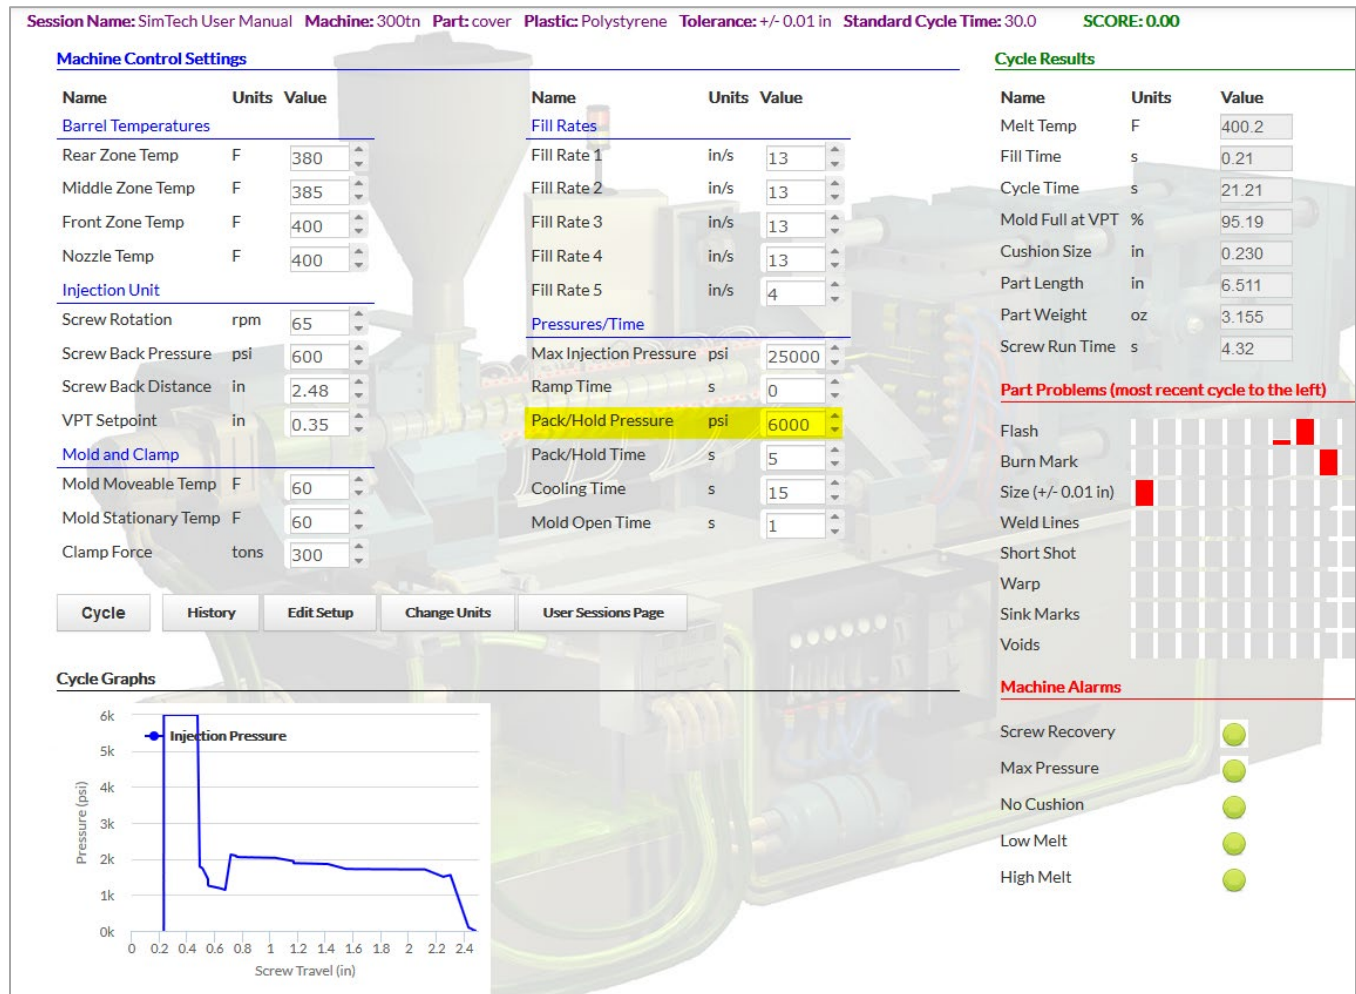 Session Name: SimTech User Manual Machine: 300tn Part: cover Plastic: Polystyrene Tolerance: +/- 0.01 in Standard Cycle Time: 30.0 SCORE: 0.00
Machine Control Settings
Name Units Value
Barrel Temperatures
Rear Zone Temp F 380
Middle Zone Temp F 385
Front Zone Temp F 400
Nozzle Temp F 400
Injection Unit
Screw Rotation rpm 65
Screw Back Pressure psi 600
Screw Back Distance in 2.48
VPT Setpoint in 0.35
Mold and Clamp
Mold Moveable Temp F 60
Mold Stationary Temp F 60
Clamp Force tons 300
Name Units Value
Fill Rates
Fill Rate 1 in/s 13
Fill Rate 2 in/s 13
Fill Rate 3 in/s 13
Fill Rate 4 in/s 13
Fill Rate 5 in/s 4
Pressures/Time
Max Injection Pressure psi 25000
Ramp Time s 0
Pack/Hold Pressure psi 6000
Pack/Hold Time s 5
Cooling Time s 15
Mold Open Time s 1
Cycle History Edit Setup Change Units User Sessions Page
Cycle Results
Name Units Value
Melt Temp F 400.2
Fill Time s 0.21
Cycle Time s 21.21
Mold Full at VPT % 95.19
Cushion Size in 0.230
Part Length in 6.511
Part Weight oz 3.155
Screw Run Time s 4.32
Part Problems (most recent cycle to the left)
Flash
Burn Mark
Size (+/- 0.01 in)
Weld Lines
Short Shot
Warp
Sink Marks
Voids
Machine Alarms
Screw Recovery
Max Pressure
No Cushion
Low Melt
High Melt
Cycle Graphs
Injection Pressure
Pressure (psi)
6k
5k
4k
3k
2k
1k
0k
0 0.2 0.4 0.6 0.8 1 1.2 1.4 1.6 1.8 2 2.2 2.4
Screw Travel (in)